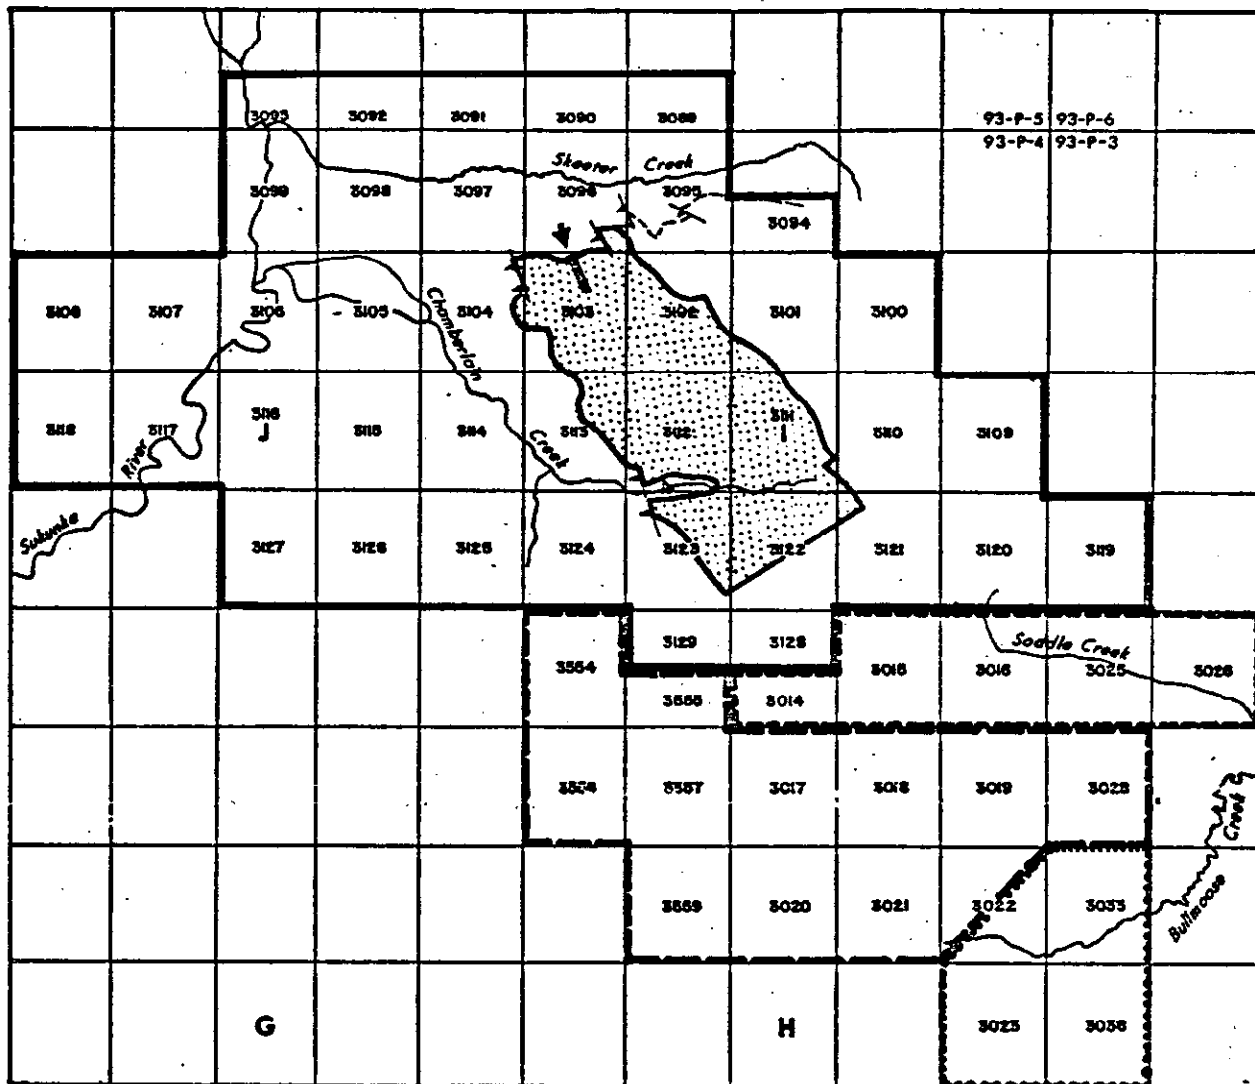 3093 3092 3091 3090 3089
93-P-5 93-P-6
93-P-4 93-P-3
Skeeter Creek
3099 3098 3097 3096 3095
3094
3108 3107 3106 3105 3104 3103 3102 3101 3100
Chamberlain
Creek
3118 3117 3116 3115 3114 3113 3112 3111 3110 3109
J
I
River
Sukunka
3127 3126 3125 3124 3123 3122 3121 3120 3119
3129 3128
Saddle Creek
3554 3015 3016 3025 3026
3555 3014
3557 3017 3018 3019 3028
Creek
Bullmoose
3559 3020 3021 3022 3033
G H
3023 3036